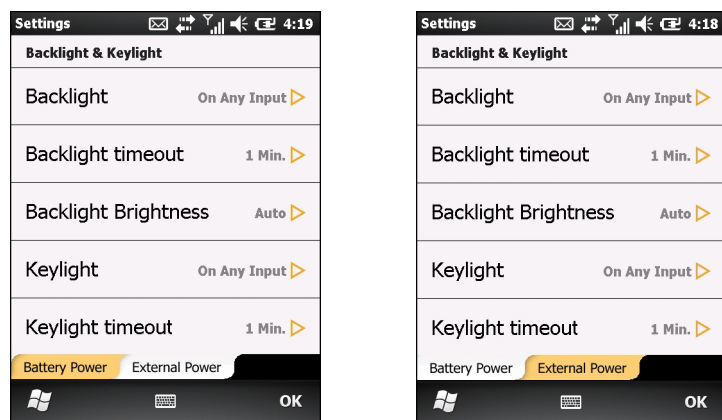 Settings 4:19
Backlight & Keylight
Backlight On Any Input
Backlight timeout 1 Min.
Backlight Brightness Auto
Keylight On Any Input
Keylight timeout 1 Min.
Battery Power External Power
OK
Settings 4:18
Backlight & Keylight
Backlight On Any Input
Backlight timeout 1 Min.
Backlight Brightness Auto
Keylight On Any Input
Keylight timeout 1 Min.
Battery Power External Power
OK